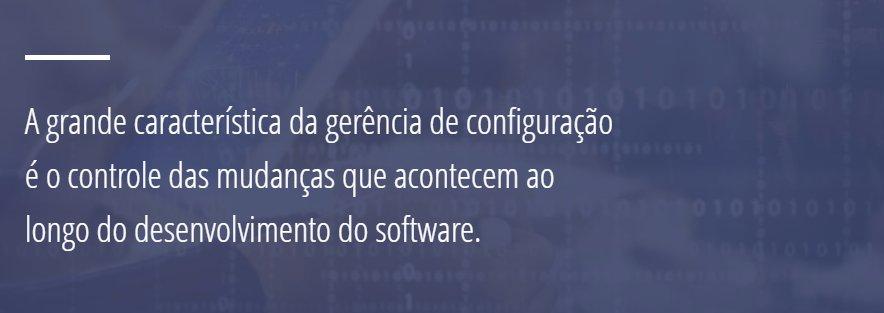 A grande característica da gerência de configuração
é o controle das mudanças que acontecem ao
longo do desenvolvimento do software.